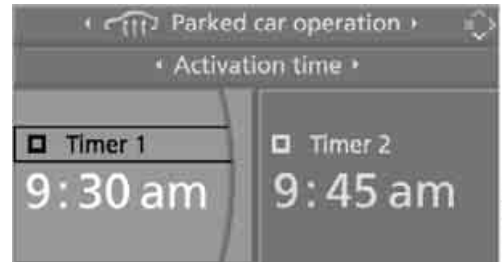 Parked car operation
Activation time
Timer 1
9:30 am
Timer 2
9:45 am